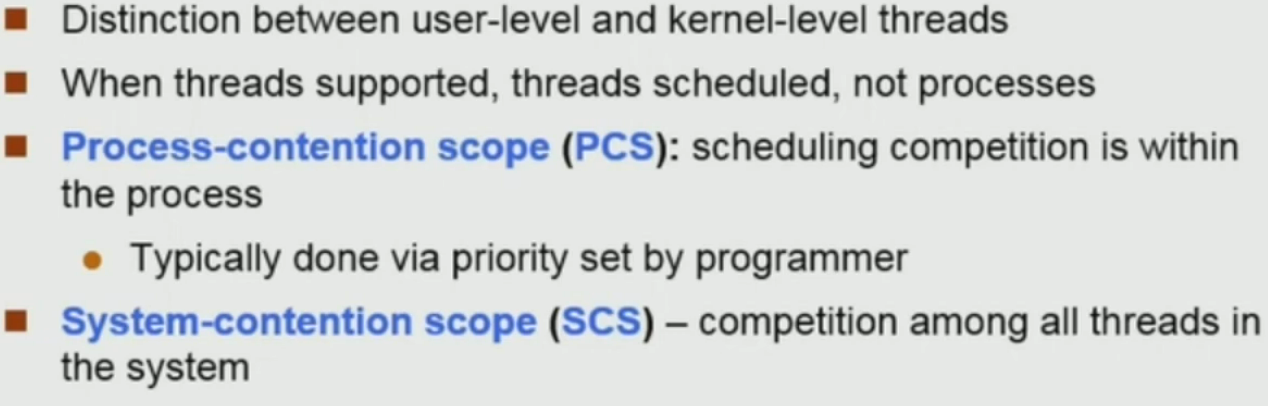 Distinction between user-level and kernel-level threads
When threads supported, threads scheduled, not processes
Process-contention scope (PCS): scheduling competition is within
the process
Typically done via priority set by programmer
System-contention scope (SCS) – competition among all threads in
the system